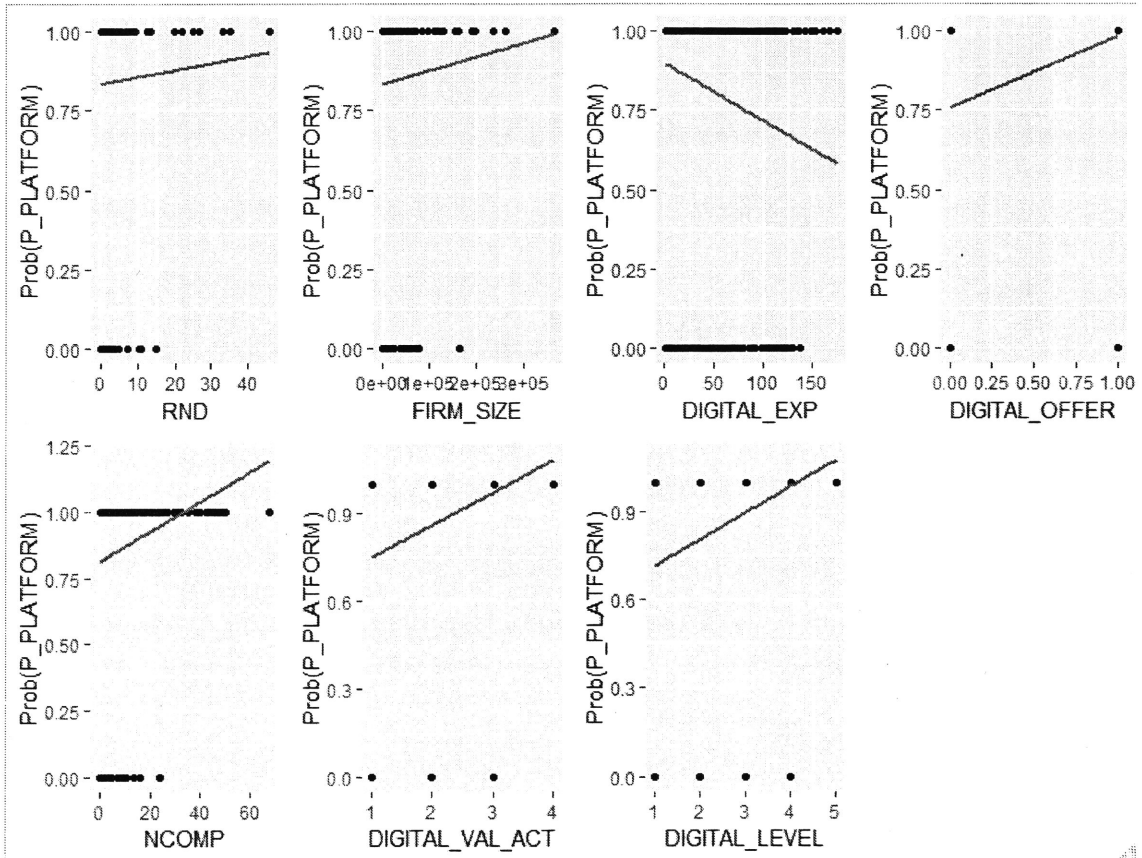 1.00 1.00 1.00 1.00
Prob(P_PLATFORM) Prob(P_PLATFORM) Prob(P_PLATFORM) Prob(P_PLATFORM)
0.75 0.75 0.75 0.75
0.50 0.50 0.50 0.50
0.25 0.25 0.25 0.25
0.00 0.00 0.00 0.00
0 10 20 30 40 0e+00 1e+05 2e+05 3e+05 0 50 100 150 0.00 0.25 0.50 0.75 1.00
RND FIRM_SIZE DIGITAL_EXP DIGITAL_OFFER
1.25
1.00 0.9 0.9
Prob(P_PLATFORM) Prob(P_PLATFORM) Prob(P_PLATFORM)
0.75 0.6 0.6
0.50
0.25 0.3 0.3
0.00 0.0 0.0
0 20 40 60 1 2 3 4 1 2 3 4 5
NCOMP DIGITAL_VAL_ACT DIGITAL_LEVEL